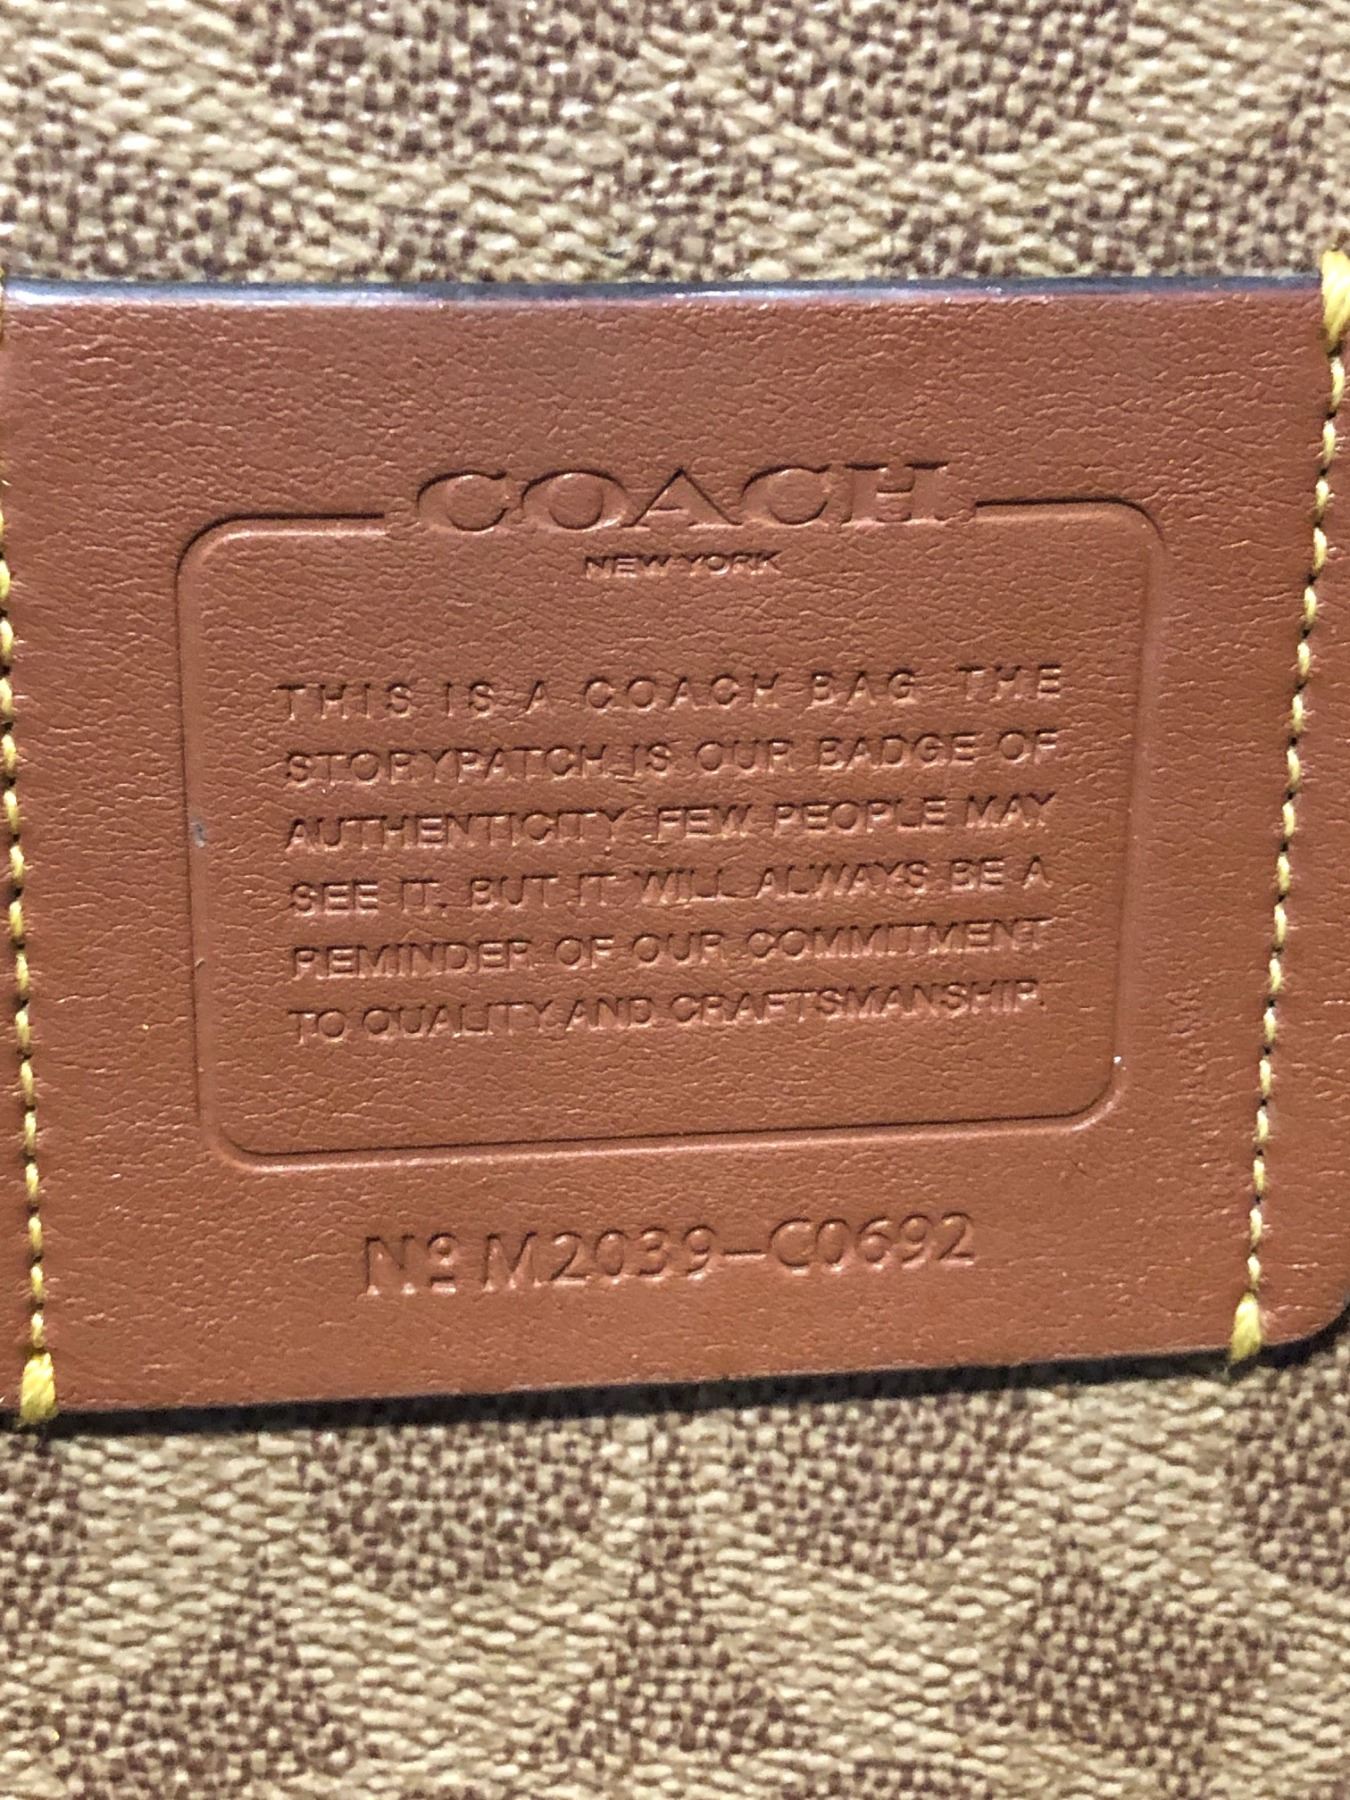 COACH
NEW YORK
THIS IS A COACH BAG THE
STORYPATCH IS OUR BADGE OF
AUTHENTICITY FEW PEOPLE MAY
SEE IT. BUT IT WILL ALWAYS BE A
REMINDER OF OUR COMMITMENT
TO QUALITY AND CRAFTSMANSHIP.
Nº M2039-C0692